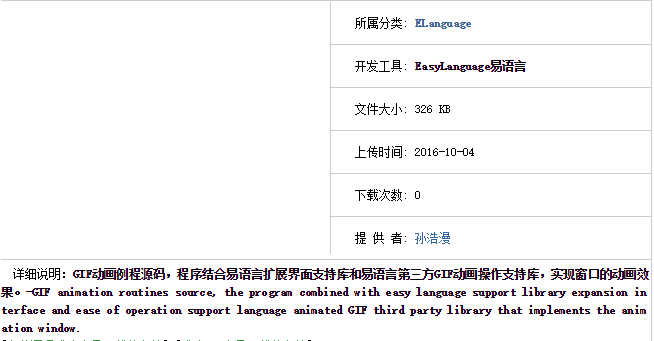 所属分类: ELanguage
开发工具: EasyLanguage易语言
文件大小: 326 KB
上传时间: 2016-10-04
下载次数: 0
提 供 者: 孙浩漫
详细说明: GIF动画例程源码，程序结合易语言扩展界面支持库和易语言第三方GIF动画操作支持库，实现窗口的动画效
果。-GIF animation routines source, the program combined with easy language support library expansion in
terface and ease of operation support language animated GIF third party library that implements the anim
ation window.